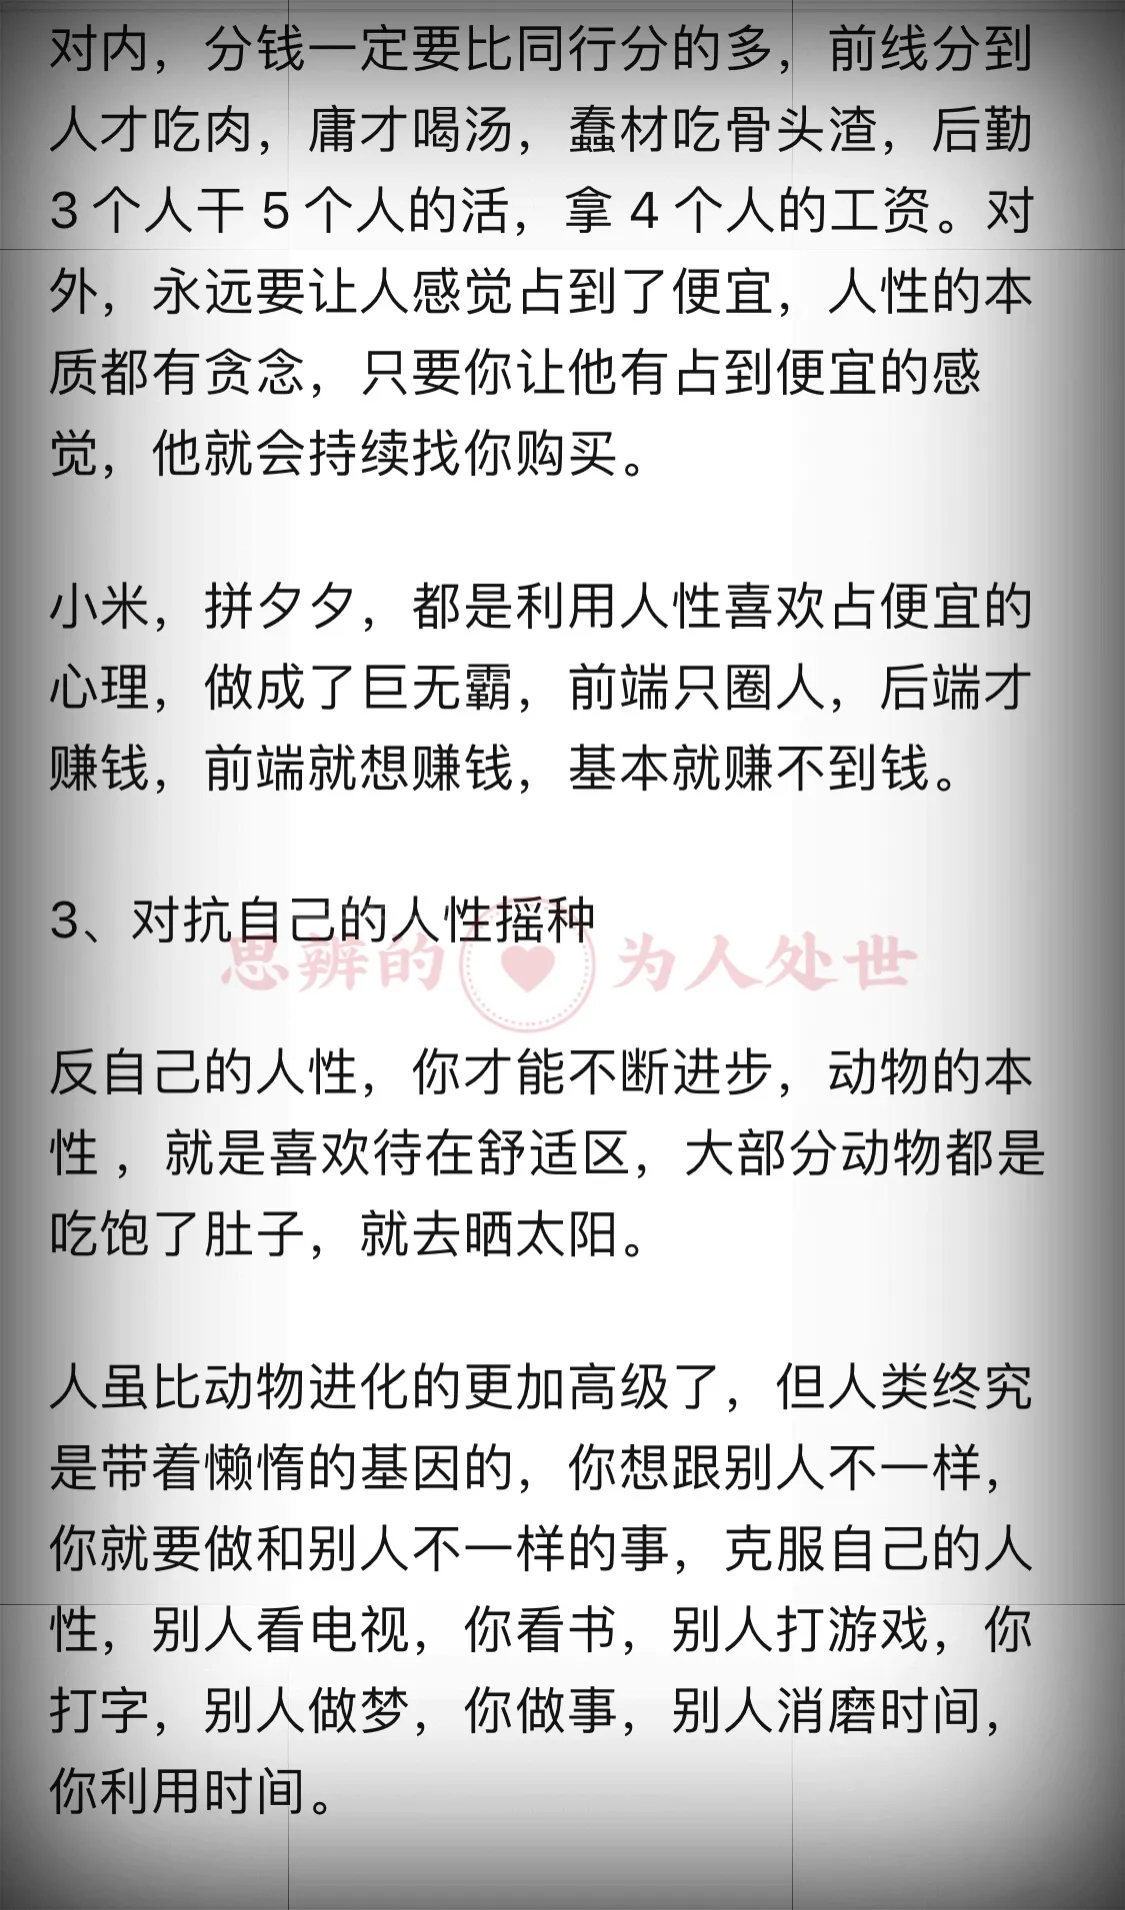 对内，分钱一定要比同行分的多，前线分到
人才吃肉，庸才喝汤，蠢材吃骨头渣，后勤
3 个人干 5 个人的活，拿 4 个人的工资。对
外，永远要让人感觉占到了便宜，人性的本
质都有贪念，只要你让他有占到便宜的感
觉，他就会持续找你购买。
小米，拼夕夕，都是利用人性喜欢占便宜的
心理，做成了巨无霸，前端只圈人，后端才
赚钱，前端就想赚钱，基本就赚不到钱。
3、对抗自己的人性摇种
思辨的 为人处世
反自己的人性，你才能不断进步，动物的本
性 ，就是喜欢待在舒适区，大部分动物都是
吃饱了肚子，就去晒太阳。
人虽比动物进化的更加高级了，但人类终究
是带着懒惰的基因的，你想跟别人不一样，
你就要做和别人不一样的事，克服自己的人
性，别人看电视，你看书，别人打游戏，你
打字，别人做梦，你做事，别人消磨时间，
你利用时间。